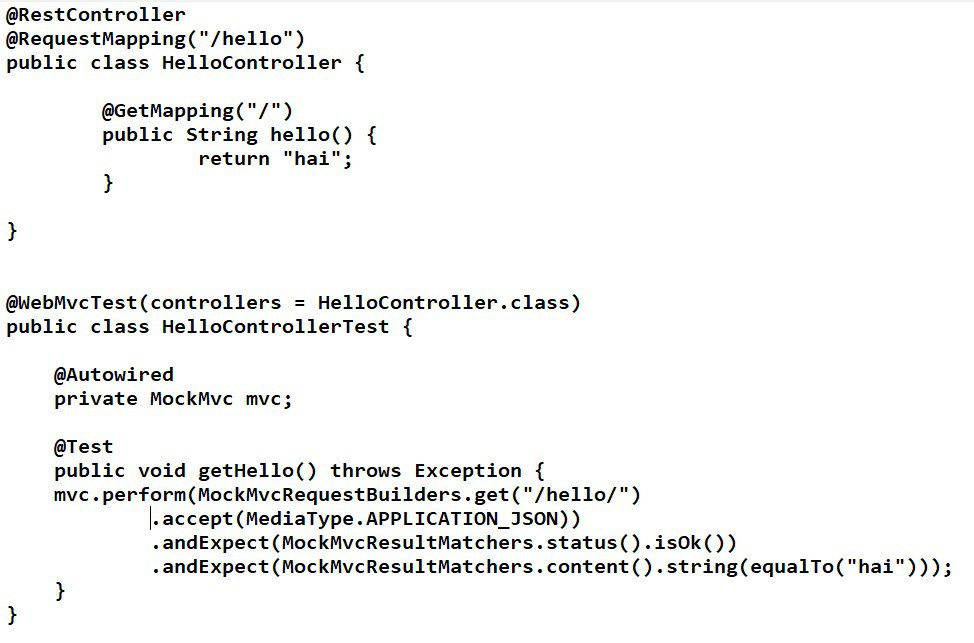 @RestController
@RequestMapping("/hello")
public class HelloController {
@GetMapping("/")
public String hello() {
return "hai";
}
}
@WebMvcTest(controllers = HelloController.class)
public class HelloControllerTest {
@Autowired
private MockMvc mvc;
@Test
public void getHello() throws Exception {
mvc.perform(MockMvcRequestBuilders.get("/hello/")
.accept(MediaType.APPLICATION_JSON))
.andExpect(MockMvcResultMatchers.status().isOk())
.andExpect(MockMvcResultMatchers.content().string(equalTo("hai")));
}
}